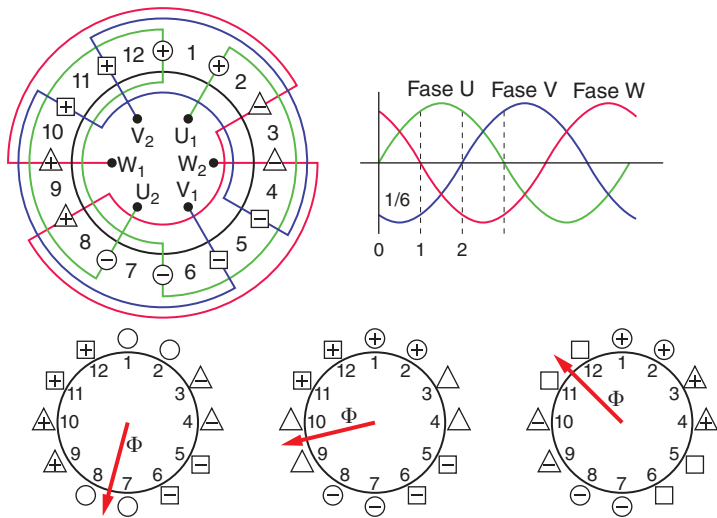 12 1
11 2
10 3
9 4
8 5
7 6
+ + + + + + − − − − − −
V₂ U₁
W₁ W₂
U₂ V₁
Fase U Fase V Fase W
1/6
0 1 2
+ + + + − − − −
12 1 2 3 4 5 6 7 8 9 10 11
Φ
+ + + + − − − −
12 1 2 3 4 5 6 7 8 9 10 11
Φ
+ + + + − − − −
12 1 2 3 4 5 6 7 8 9 10 11
Φ